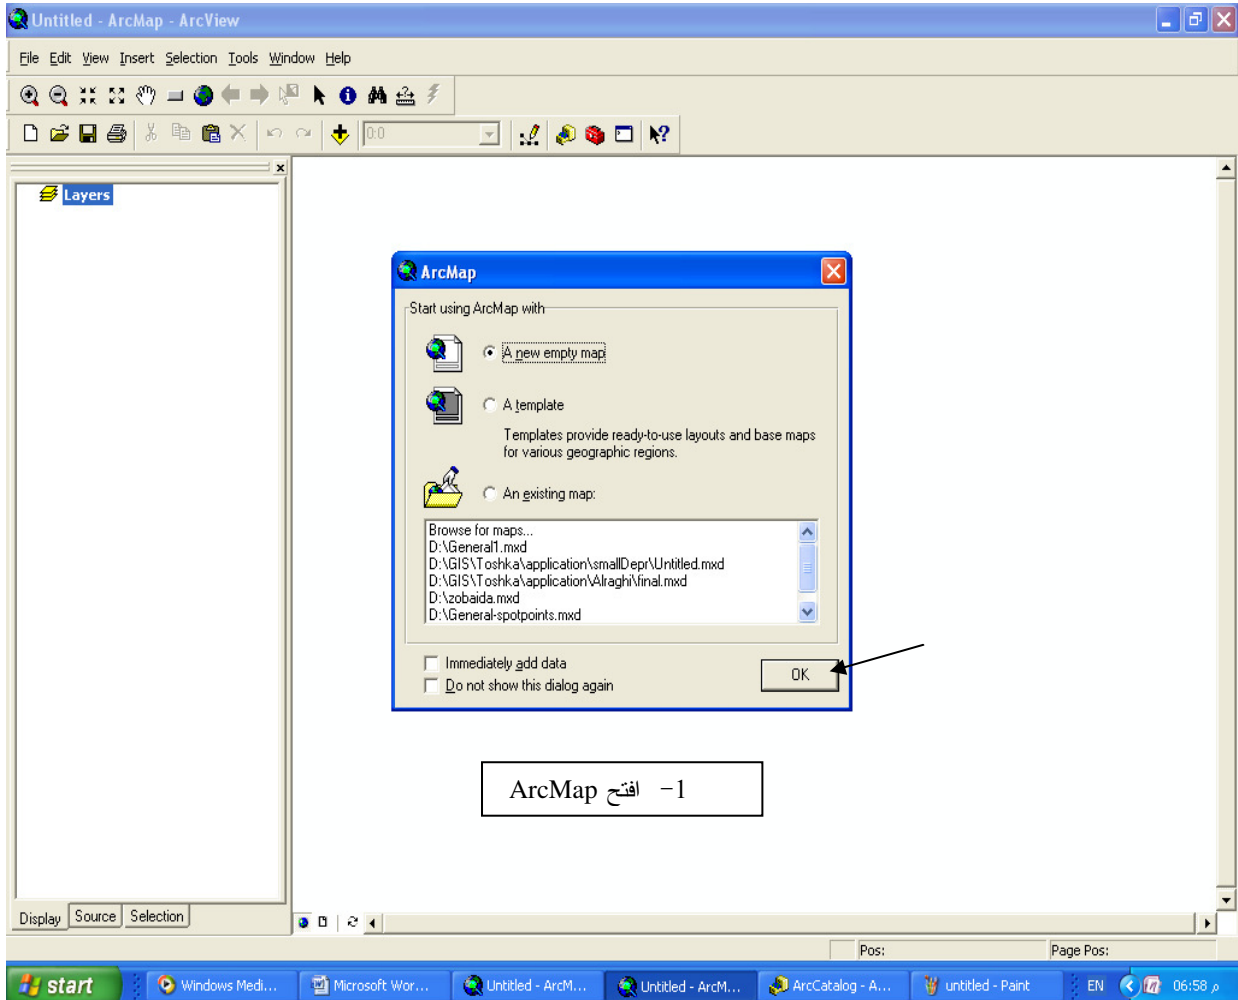 Untitled - ArcMap - ArcView
File Edit View Insert Selection Tools Window Help
0:0
Layers
ArcMap
Start using ArcMap with
A new empty map
A template
Templates provide ready-to-use layouts and base maps
for various geographic regions.
An existing map:
Browse for maps...
D:\General1.mxd
D:\GIS\Toshka\application\smallDepr\Untitled.mxd
D:\GIS\Toshka\application\Alraghi\final.mxd
D:\zobaida.mxd
D:\General-spotpoints.mxd
Immediately add data
Do not show this dialog again
OK
1- افتح ArcMap
Display Source Selection
Pos: Page Pos:
start Windows Medi... Microsoft Wor... Untitled - ArcM... Untitled - ArcM... ArcCatalog - A... untitled - Paint EN 06:58 م